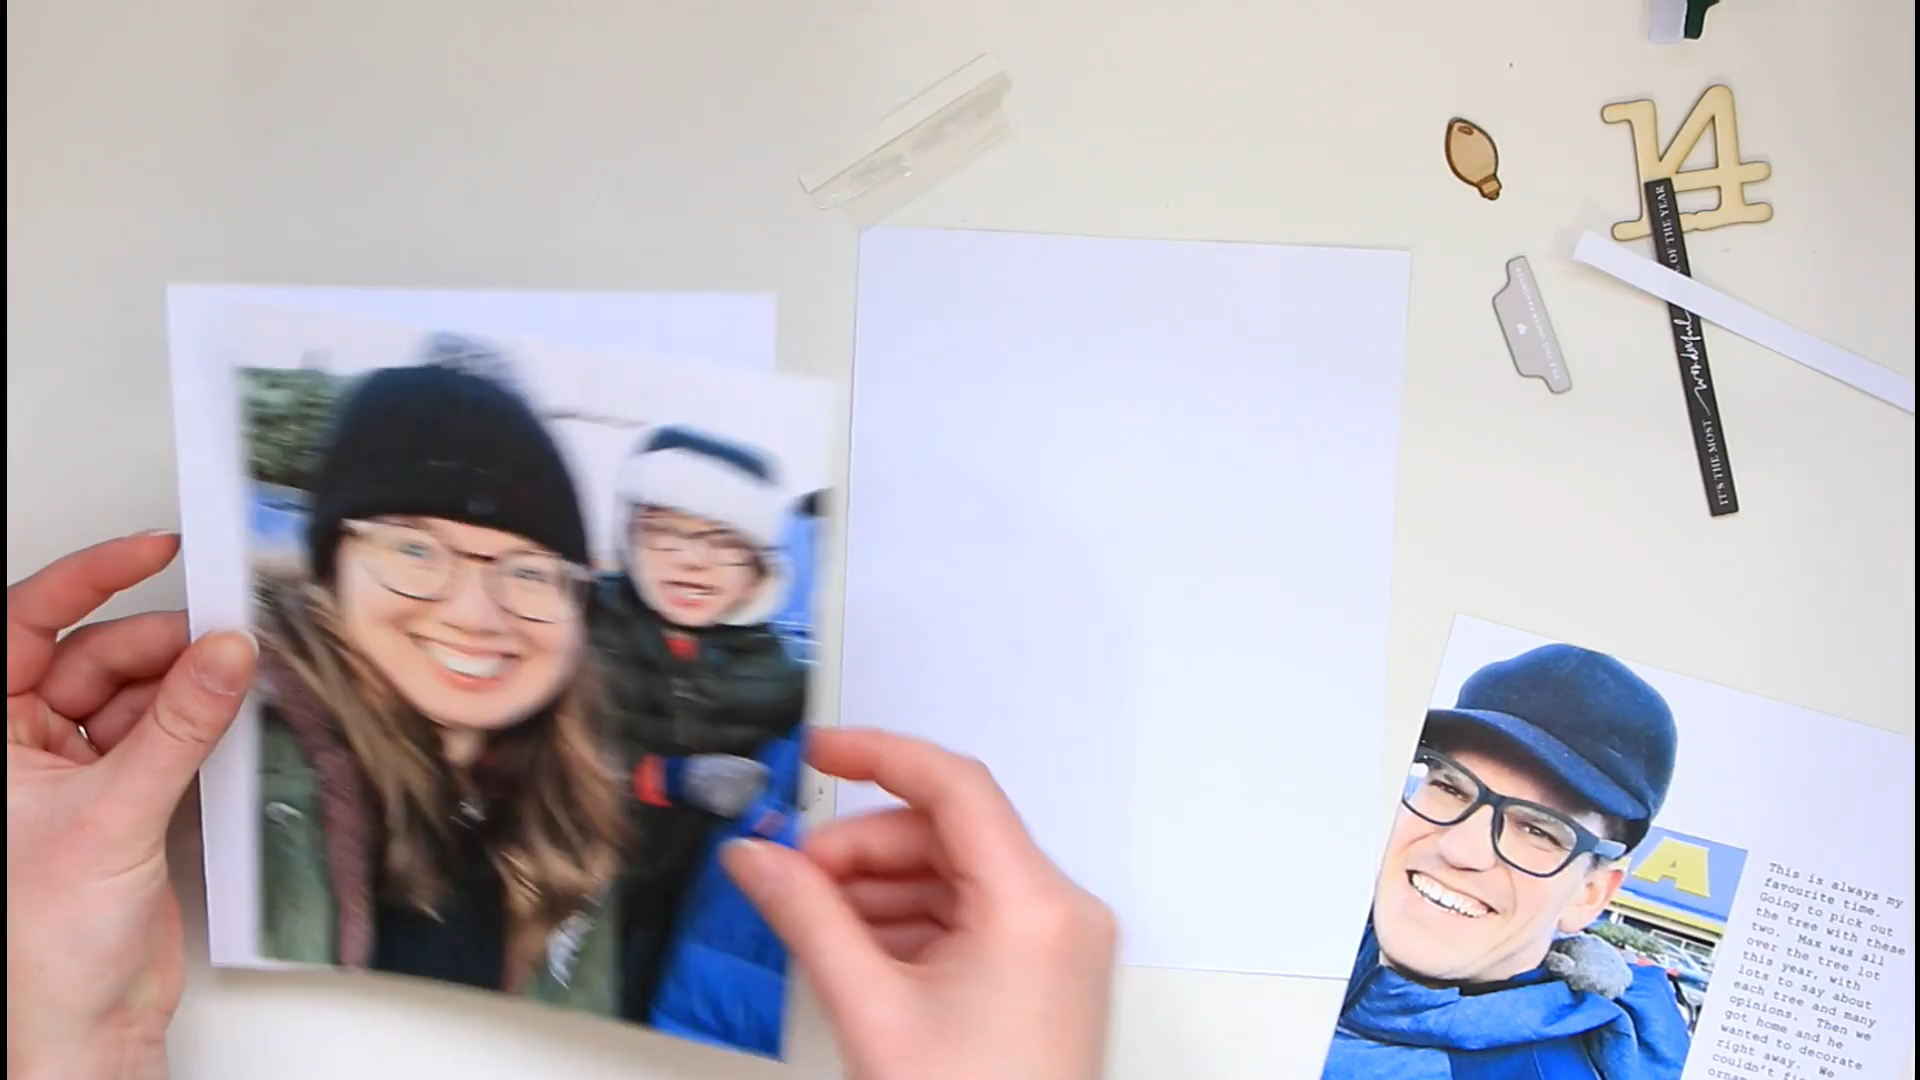 14
IT'S THE MOST wonderful OF THE YEAR
A
This is always my
favourite time.
Going to pick out
the tree with these
two. Max was all
over the tree lot
this year, with
lots to say about
each tree and many
opinions. Then we
got home and he
wanted to decorate
right away. We
couldn't